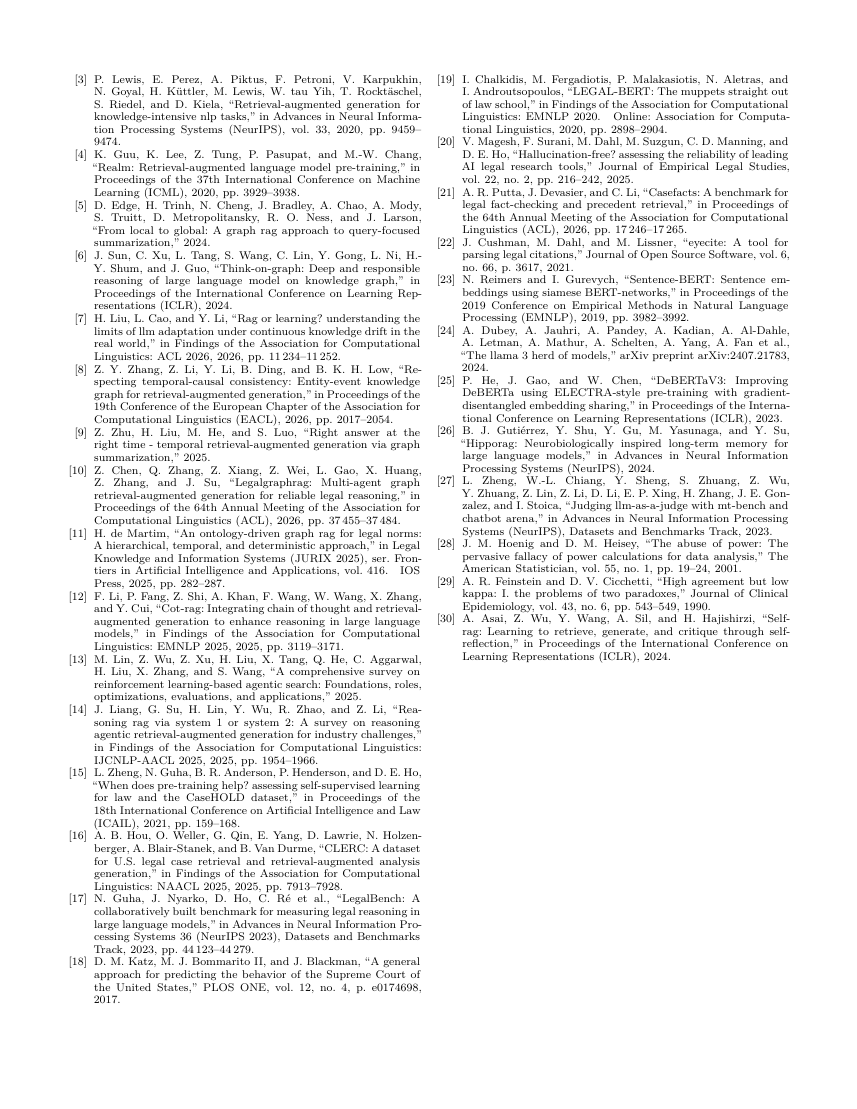 [3] P. Lewis, E. Perez, A. Piktus, F. Petroni, V. Karpukhin,
N. Goyal, H. Küttler, M. Lewis, W. tau Yih, T. Rocktäschel,
S. Riedel, and D. Kiela, “Retrieval-augmented generation for
knowledge-intensive nlp tasks,” in Advances in Neural Informa-
tion Processing Systems (NeurIPS), vol. 33, 2020, pp. 9459–
9474.
[4] K. Guu, K. Lee, Z. Tung, P. Pasupat, and M.-W. Chang,
“Realm: Retrieval-augmented language model pre-training,” in
Proceedings of the 37th International Conference on Machine
Learning (ICML), 2020, pp. 3929–3938.
[5] D. Edge, H. Trinh, N. Cheng, J. Bradley, A. Chao, A. Mody,
S. Truitt, D. Metropolitansky, R. O. Ness, and J. Larson,
“From local to global: A graph rag approach to query-focused
summarization,” 2024.
[6] J. Sun, C. Xu, L. Tang, S. Wang, C. Lin, Y. Gong, L. Ni, H.-
Y. Shum, and J. Guo, “Think-on-graph: Deep and responsible
reasoning of large language model on knowledge graph,” in
Proceedings of the International Conference on Learning Rep-
resentations (ICLR), 2024.
[7] H. Liu, L. Cao, and Y. Li, “Rag or learning? understanding the
limits of llm adaptation under continuous knowledge drift in the
real world,” in Findings of the Association for Computational
Linguistics: ACL 2026, 2026, pp. 11 234–11 252.
[8] Z. Y. Zhang, Z. Li, Y. Li, B. Ding, and B. K. H. Low, “Re-
specting temporal-causal consistency: Entity-event knowledge
graph for retrieval-augmented generation,” in Proceedings of the
19th Conference of the European Chapter of the Association for
Computational Linguistics (EACL), 2026, pp. 2017–2054.
[9] Z. Zhu, H. Liu, M. He, and S. Luo, “Right answer at the
right time - temporal retrieval-augmented generation via graph
summarization,” 2025.
[10] Z. Chen, Q. Zhang, Z. Xiang, Z. Wei, L. Gao, X. Huang,
Z. Zhang, and J. Su, “Legalgraphrag: Multi-agent graph
retrieval-augmented generation for reliable legal reasoning,” in
Proceedings of the 64th Annual Meeting of the Association for
Computational Linguistics (ACL), 2026, pp. 37 455–37 484.
[11] H. de Martim, “An ontology-driven graph rag for legal norms:
A hierarchical, temporal, and deterministic approach,” in Legal
Knowledge and Information Systems (JURIX 2025), ser. Fron-
tiers in Artificial Intelligence and Applications, vol. 416. IOS
Press, 2025, pp. 282–287.
[12] F. Li, P. Fang, Z. Shi, A. Khan, F. Wang, W. Wang, X. Zhang,
and Y. Cui, “Cot-rag: Integrating chain of thought and retrieval-
augmented generation to enhance reasoning in large language
models,” in Findings of the Association for Computational
Linguistics: EMNLP 2025, 2025, pp. 3119–3171.
[13] M. Lin, Z. Wu, Z. Xu, H. Liu, X. Tang, Q. He, C. Aggarwal,
H. Liu, X. Zhang, and S. Wang, “A comprehensive survey on
reinforcement learning-based agentic search: Foundations, roles,
optimizations, evaluations, and applications,” 2025.
[14] J. Liang, G. Su, H. Lin, Y. Wu, R. Zhao, and Z. Li, “Rea-
soning rag via system 1 or system 2: A survey on reasoning
agentic retrieval-augmented generation for industry challenges,”
in Findings of the Association for Computational Linguistics:
IJCNLP-AACL 2025, 2025, pp. 1954–1966.
[15] L. Zheng, N. Guha, B. R. Anderson, P. Henderson, and D. E. Ho,
“When does pre-training help? assessing self-supervised learning
for law and the CaseHOLD dataset,” in Proceedings of the
18th International Conference on Artificial Intelligence and Law
(ICAIL), 2021, pp. 159–168.
[16] A. B. Hou, O. Weller, G. Qin, E. Yang, D. Lawrie, N. Holzen-
berger, A. Blair-Stanek, and B. Van Durme, “CLERC: A dataset
for U.S. legal case retrieval and retrieval-augmented analysis
generation,” in Findings of the Association for Computational
Linguistics: NAACL 2025, 2025, pp. 7913–7928.
[17] N. Guha, J. Nyarko, D. Ho, C. Ré et al., “LegalBench: A
collaboratively built benchmark for measuring legal reasoning in
large language models,” in Advances in Neural Information Pro-
cessing Systems 36 (NeurIPS 2023), Datasets and Benchmarks
Track, 2023, pp. 44 123–44 279.
[18] D. M. Katz, M. J. Bommarito II, and J. Blackman, “A general
approach for predicting the behavior of the Supreme Court of
the United States,” PLOS ONE, vol. 12, no. 4, p. e0174698,
2017.
[19] I. Chalkidis, M. Fergadiotis, P. Malakasiotis, N. Aletras, and
I. Androutsopoulos, “LEGAL-BERT: The muppets straight out
of law school,” in Findings of the Association for Computational
Linguistics: EMNLP 2020. Online: Association for Computa-
tional Linguistics, 2020, pp. 2898–2904.
[20] V. Magesh, F. Surani, M. Dahl, M. Suzgun, C. D. Manning, and
D. E. Ho, “Hallucination-free? assessing the reliability of leading
AI legal research tools,” Journal of Empirical Legal Studies,
vol. 22, no. 2, pp. 216–242, 2025.
[21] A. R. Putta, J. Devasier, and C. Li, “Casefacts: A benchmark for
legal fact-checking and precedent retrieval,” in Proceedings of
the 64th Annual Meeting of the Association for Computational
Linguistics (ACL), 2026, pp. 17 246–17 265.
[22] J. Cushman, M. Dahl, and M. Lissner, “eyecite: A tool for
parsing legal citations,” Journal of Open Source Software, vol. 6,
no. 66, p. 3617, 2021.
[23] N. Reimers and I. Gurevych, “Sentence-BERT: Sentence em-
beddings using siamese BERT-networks,” in Proceedings of the
2019 Conference on Empirical Methods in Natural Language
Processing (EMNLP), 2019, pp. 3982–3992.
[24] A. Dubey, A. Jauhri, A. Pandey, A. Kadian, A. Al-Dahle,
A. Letman, A. Mathur, A. Schelten, A. Yang, A. Fan et al.,
“The llama 3 herd of models,” arXiv preprint arXiv:2407.21783,
2024.
[25] P. He, J. Gao, and W. Chen, “DeBERTaV3: Improving
DeBERTa using ELECTRA-style pre-training with gradient-
disentangled embedding sharing,” in Proceedings of the Interna-
tional Conference on Learning Representations (ICLR), 2023.
[26] B. J. Gutiérrez, Y. Shu, Y. Gu, M. Yasunaga, and Y. Su,
“Hipporag: Neurobiologically inspired long-term memory for
large language models,” in Advances in Neural Information
Processing Systems (NeurIPS), 2024.
[27] L. Zheng, W.-L. Chiang, Y. Sheng, S. Zhuang, Z. Wu,
Y. Zhuang, Z. Lin, Z. Li, D. Li, E. P. Xing, H. Zhang, J. E. Gon-
zalez, and I. Stoica, “Judging llm-as-a-judge with mt-bench and
chatbot arena,” in Advances in Neural Information Processing
Systems (NeurIPS), Datasets and Benchmarks Track, 2023.
[28] J. M. Hoenig and D. M. Heisey, “The abuse of power: The
pervasive fallacy of power calculations for data analysis,” The
American Statistician, vol. 55, no. 1, pp. 19–24, 2001.
[29] A. R. Feinstein and D. V. Cicchetti, “High agreement but low
kappa: I. the problems of two paradoxes,” Journal of Clinical
Epidemiology, vol. 43, no. 6, pp. 543–549, 1990.
[30] A. Asai, Z. Wu, Y. Wang, A. Sil, and H. Hajishirzi, “Self-
rag: Learning to retrieve, generate, and critique through self-
reflection,” in Proceedings of the International Conference on
Learning Representations (ICLR), 2024.